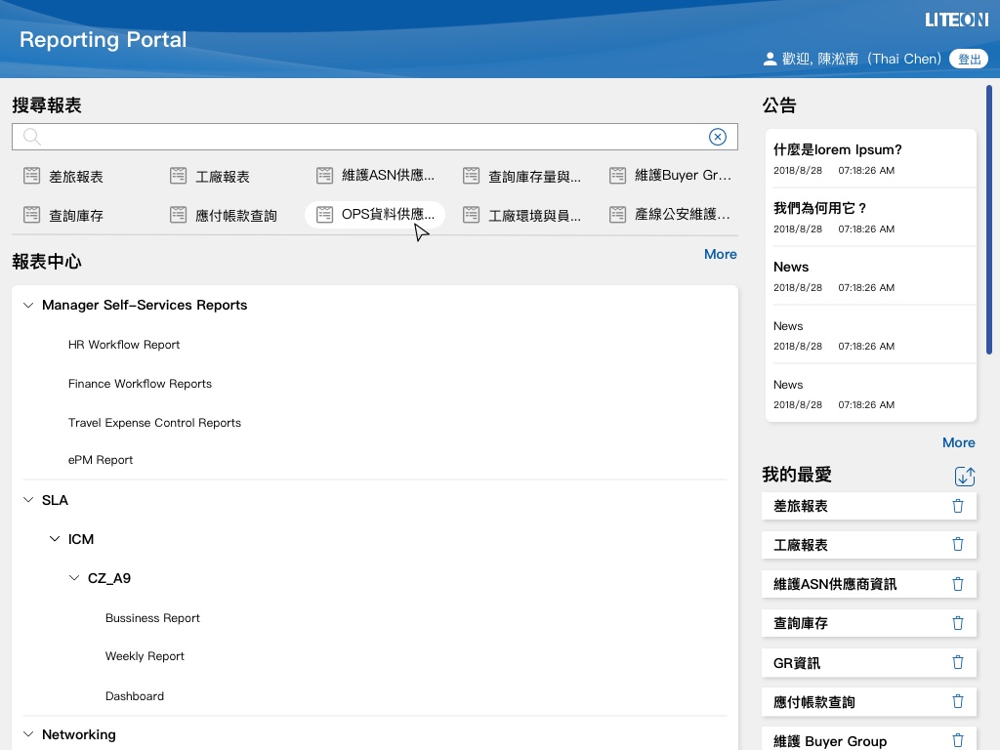 LITEON
Reporting Portal
歡迎, 陳淞南（Thai Chen） 登出
搜尋報表
差旅報表 工廠報表 維護ASN供應... 查詢庫存量與... 維護Buyer Gr...
查詢庫存 應付帳款查詢 OPS貨料供應... 工廠環境與員... 產線公安維護...
報表中心 More
Manager Self-Services Reports
HR Workflow Report
Finance Workflow Reports
Travel Expense Control Reports
ePM Report
SLA
ICM
CZ_A9
Bussiness Report
Weekly Report
Dashboard
Networking
公告
什麼是lorem Ipsum?
2018/8/28 07:18:26 AM
我們為何用它？
2018/8/28 07:18:26 AM
News
2018/8/28 07:18:26 AM
News
2018/8/28 07:18:26 AM
News
2018/8/28 07:18:26 AM
More
我的最愛
差旅報表
工廠報表
維護ASN供應商資訊
查詢庫存
GR資訊
應付帳款查詢
維護 Buyer Group